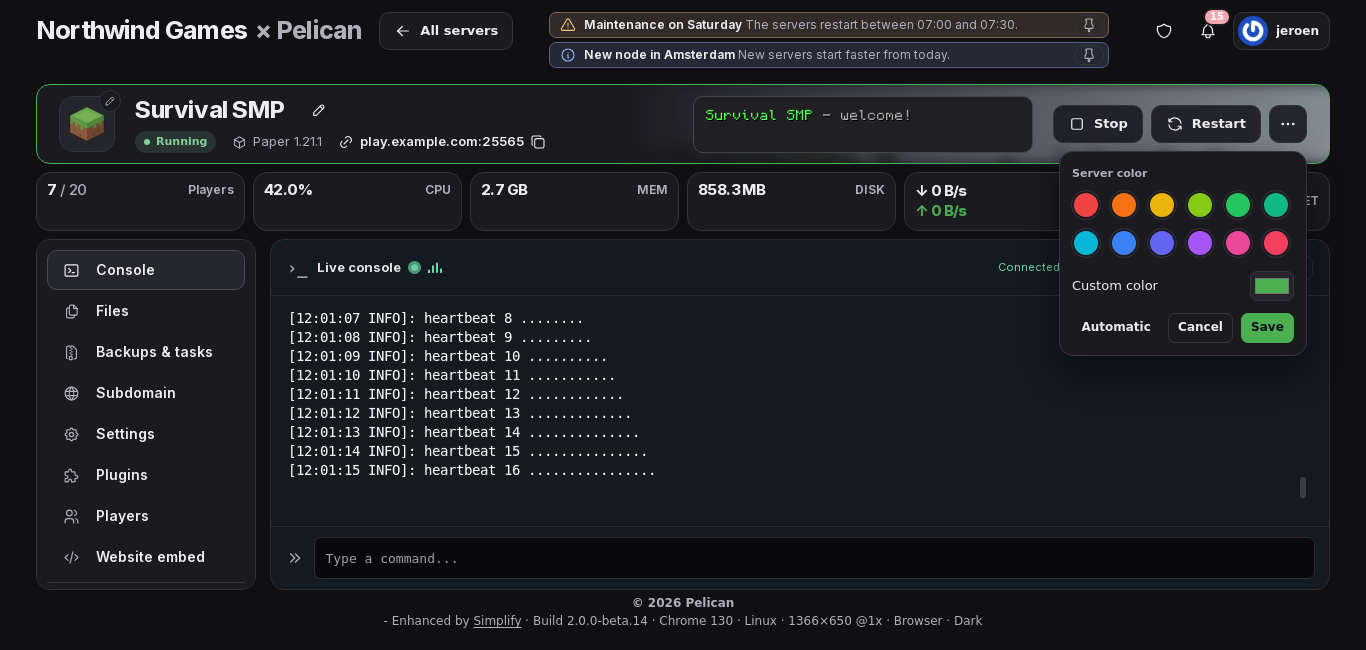 Northwind Games × Pelican
All servers
Maintenance on Saturday The servers restart between 07:00 and 07:30.
New node in Amsterdam New servers start faster from today.
15
jeroen
Survival SMP
Running
Paper 1.21.1
play.example.com:25565
Survival SMP - welcome!
Stop
Restart
7 / 20 Players
42.0% CPU
2.7 GB MEM
858.3 MB DISK
↓ 0 B/s
↑ 0 B/s
ET
Server color
Custom color
Automatic
Cancel
Save
Console
Files
Backups & tasks
Subdomain
Settings
Plugins
Players
Website embed
Live console
Connected
[12:01:07 INFO]: heartbeat 8 ........
[12:01:08 INFO]: heartbeat 9 .........
[12:01:09 INFO]: heartbeat 10 ..........
[12:01:10 INFO]: heartbeat 11 ...........
[12:01:11 INFO]: heartbeat 12 ............
[12:01:12 INFO]: heartbeat 13 .............
[12:01:13 INFO]: heartbeat 14 ..............
[12:01:14 INFO]: heartbeat 15 ...............
[12:01:15 INFO]: heartbeat 16 ................
Type a command...
© 2026 Pelican
- Enhanced by Simplify · Build 2.0.0-beta.14 · Chrome 130 · Linux · 1366×650 @1x · Browser · Dark